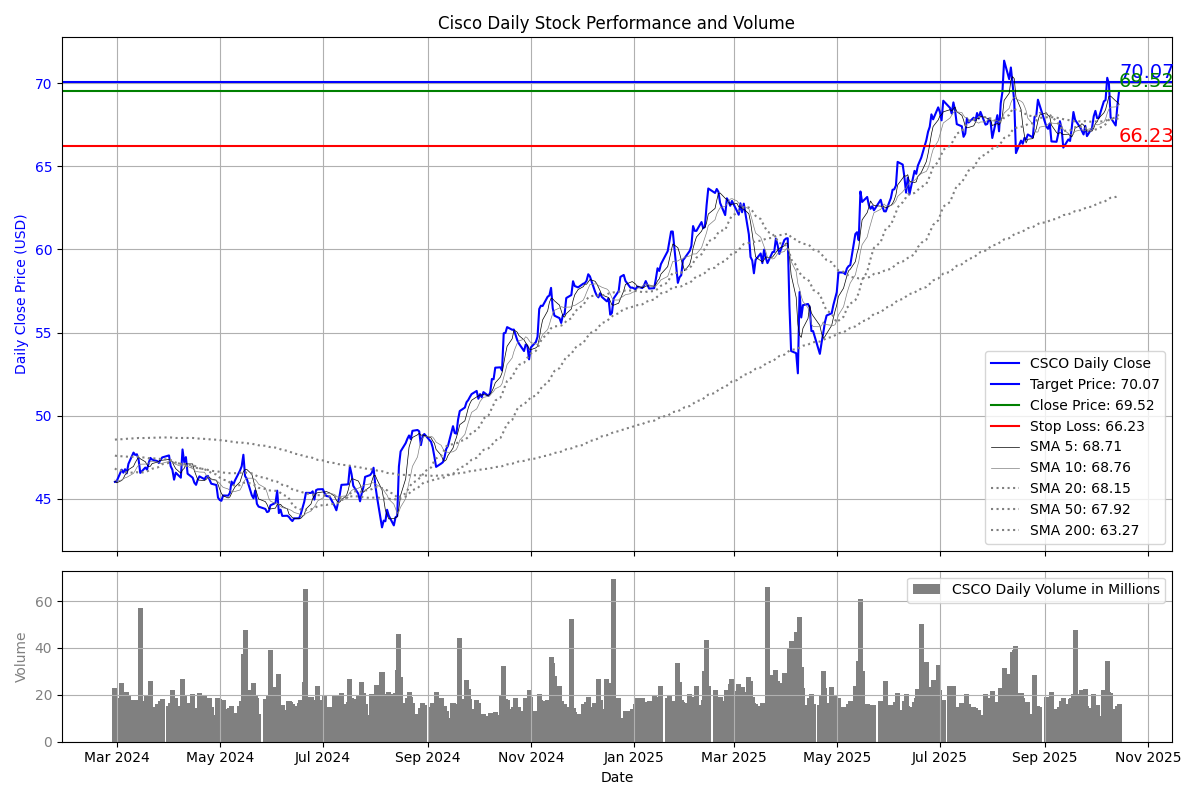 Cisco Daily Stock Performance and Volume
70.07
69.52
66.23
Daily Close Price (USD)
70
65
60
55
50
45
CSCO Daily Close
Target Price: 70.07
Close Price: 69.52
Stop Loss: 66.23
SMA 5: 68.71
SMA 10: 68.76
SMA 20: 68.15
SMA 50: 67.92
SMA 200: 63.27
CSCO Daily Volume in Millions
Volume
60
40
20
0
Mar 2024 May 2024 Jul 2024 Sep 2024 Nov 2024 Jan 2025 Mar 2025 May 2025 Jul 2025 Sep 2025 Nov 2025
Date